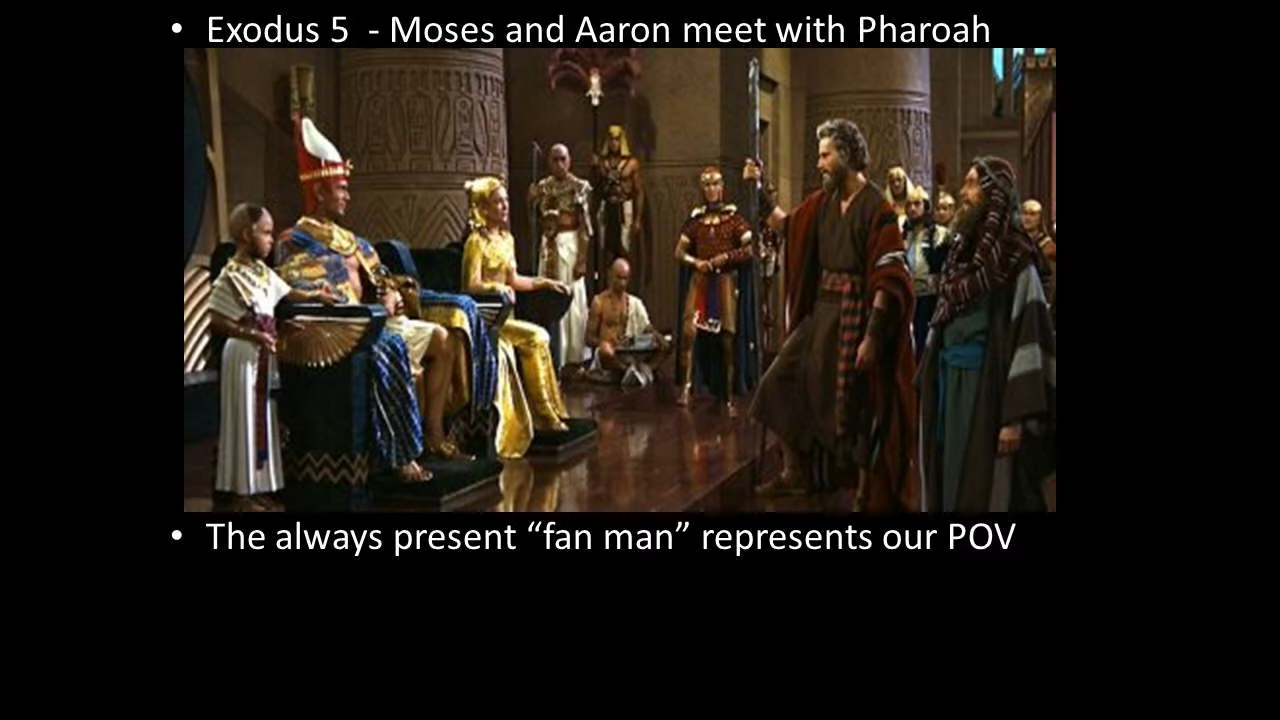 • Exodus 5  - Moses and Aaron meet with Pharoah
• The always present “fan man” represents our POV